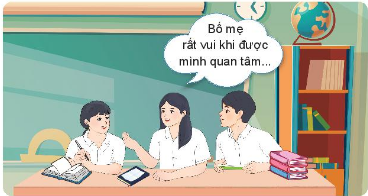 Bố mẹ
rất vui khi được
mình quan tâm...